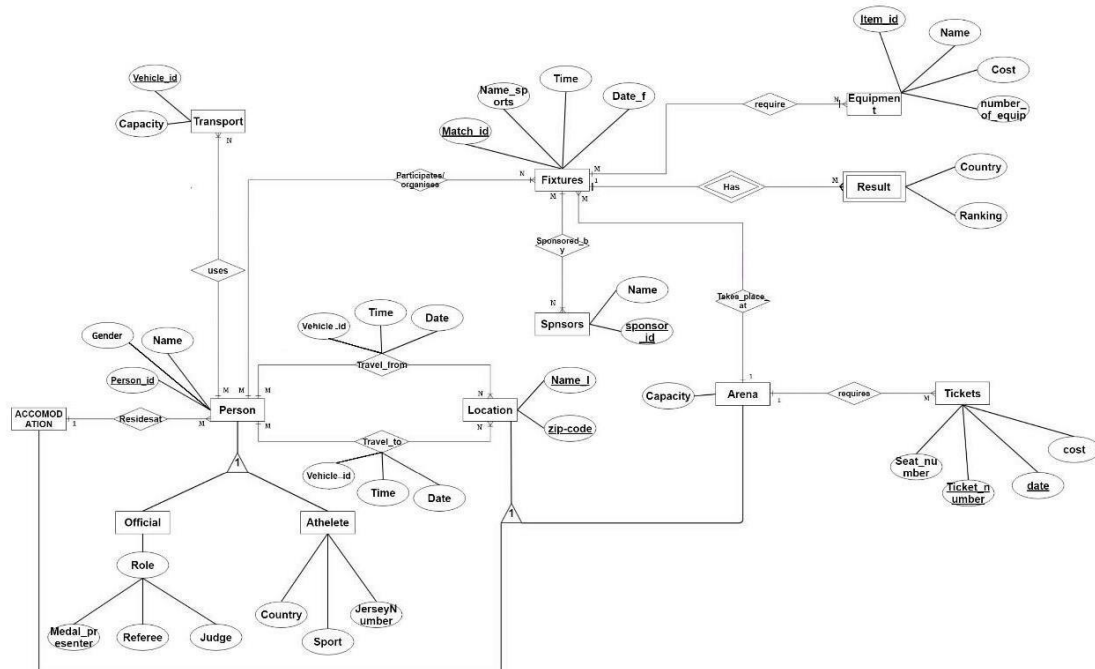 Item_id
Name
Cost
number_
of_equip
Equipmen
t
N
require
M
Time
Name_sports
Date_f
Match_id
Fixtures
Vehicle_id
Capacity
Transport
N
Participates/
organises
N
1
Has
M
Result
Country
Ranking
M
M
Sponsored_b
y
N
Spnsors
Name
sponsor
_id
Takes_place_
at
1
uses
Gender
Name
Person_id
M
M
M
Person
M
Vehicle_id
Time
Date
Travel_from
N
Location
N
Name_l
zip-code
Travel_to
Vehicle_id
Time
Date
ACCOMOD
ATION
1
Residesat
M
Capacity
Arena
1
requires
M
Tickets
Seat_nu
mber
Ticket_n
umber
date
cost
1
1
Official
Role
Medal_pr
esenter
Referee
Judge
Athelete
Country
Sport
JerseyN
umber